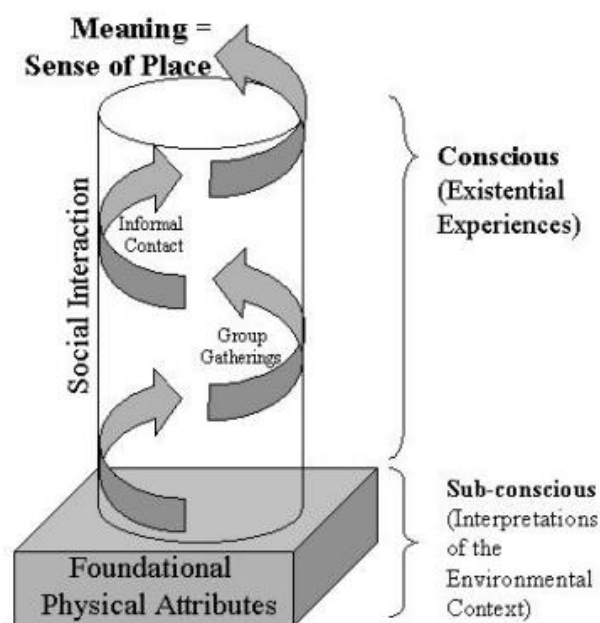 Meaning =
Sense of Place
Conscious
(Existential
Experiences)
Social Interaction
Informal
Contact
Group
Gatherings
Sub-conscious
(Interpretations
of the
Environmental
Context)
Foundational
Physical Attributes